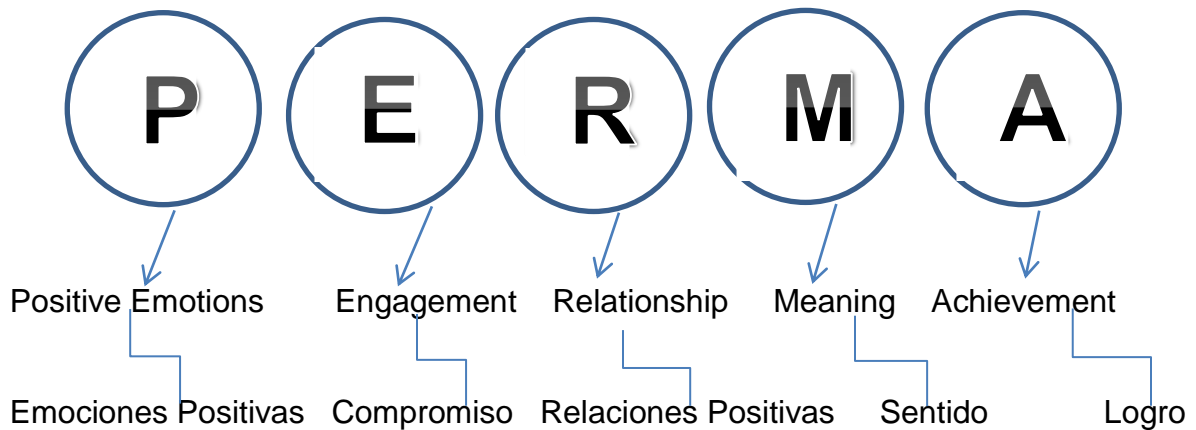 P E R M A
Positive Emotions Engagement Relationship Meaning Achievement
Emociones Positivas Compromiso Relaciones Positivas Sentido Logro